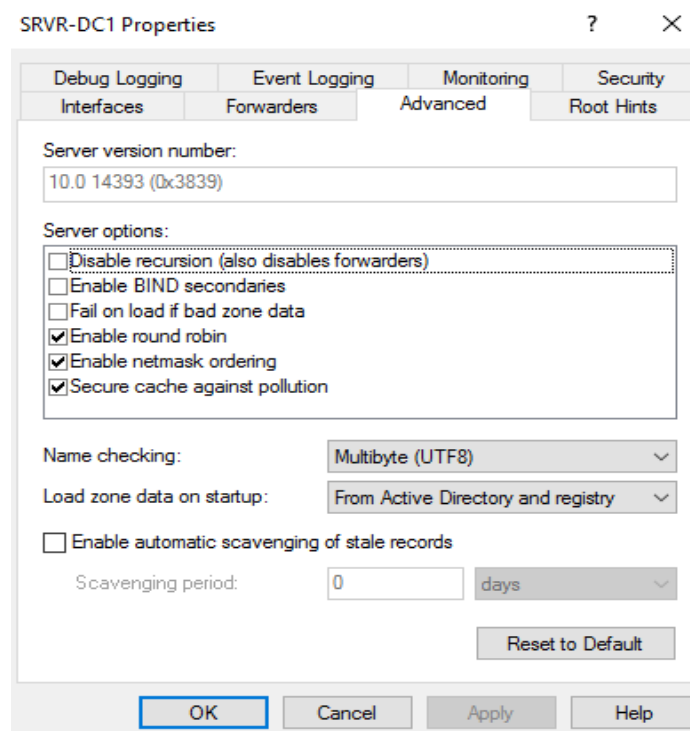 SRVR-DC1 Properties ? ×
Debug Logging Event Logging Monitoring Security
Interfaces Forwarders Advanced Root Hints
Server version number:
10.0 14393 (0x3839)
Server options:
Disable recursion (also disables forwarders)
Enable BIND secondaries
Fail on load if bad zone data
Enable round robin
Enable netmask ordering
Secure cache against pollution
Name checking: Multibyte (UTF8)
Load zone data on startup: From Active Directory and registry
Enable automatic scavenging of stale records
Scavenging period: 0 days
Reset to Default
OK Cancel Apply Help